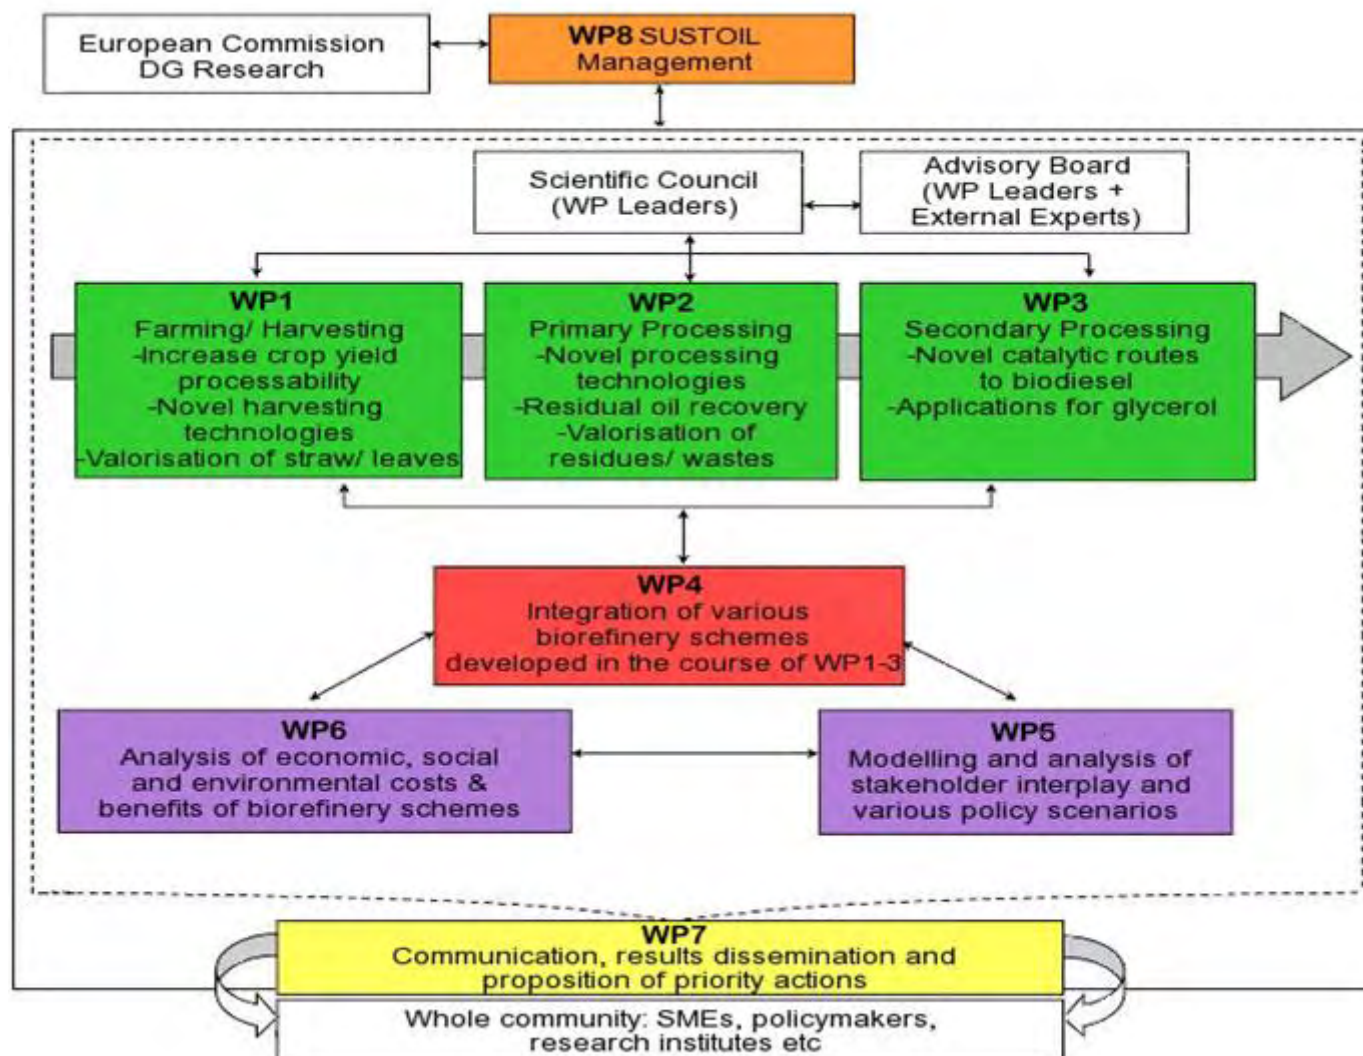 European Commission
DG Research
WP8 SUSTOIL
Management
Scientific Council
(WP Leaders)
Advisory Board
(WP Leaders +
External Experts)
WP1
Farming/ Harvesting
-Increase crop yield
processability
-Novel harvesting
technologies
-Valorisation of straw/ leaves
WP2
Primary Processing
-Novel processing
technologies
-Residual oil recovery
-Valorisation of
residues/ wastes
WP3
Secondary Processing
-Novel catalytic routes
to biodiesel
-Applications for glycerol
WP4
Integration of various
biorefinery schemes
developed in the course of WP1-3
WP6
Analysis of economic, social
and environmental costs &
benefits of biorefinery schemes
WP5
Modelling and analysis of
stakeholder interplay and
various policy scenarios
WP7
Communication, results dissemination and
proposition of priority actions
Whole community: SMEs, policymakers,
research institutes etc